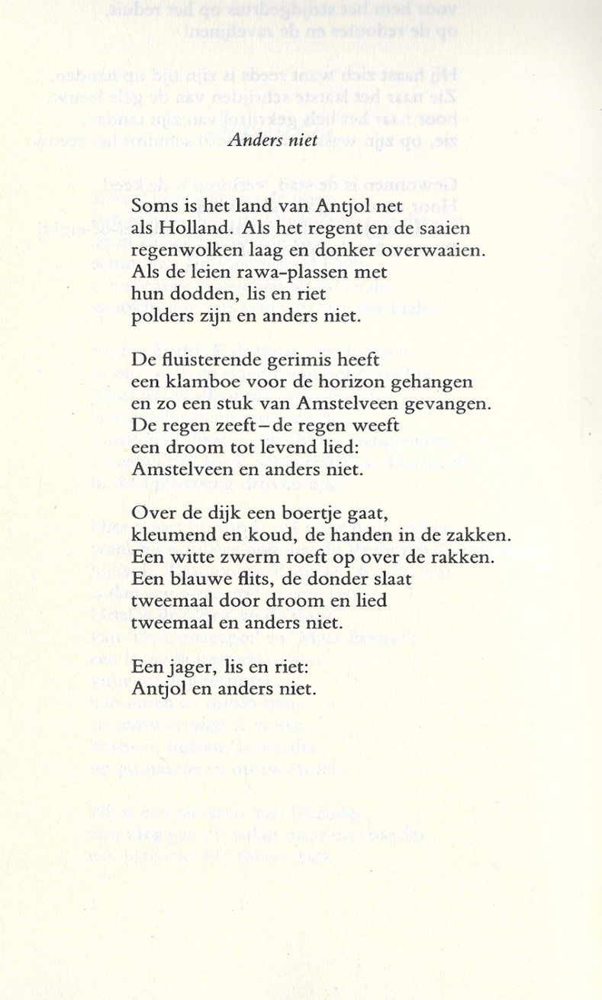 Anders niet
Soms is het land van Antjol net
als Holland. Als het regent en de saaien
regenwolken laag en donker overwaaien.
Als de leien rawa-plassen met
hun dodden, lis en riet
polders zijn en anders niet.
De fluisterende gerimis heeft
een klamboe voor de horizon gehangen
en zo een stuk van Amstelveen gevangen.
De regen zeeft—de regen weeft
een droom tot levend lied:
Amstelveen en anders niet.
Over de dijk een boertje gaat,
kleumend en koud, de handen in de zakken.
Een witte zwerm roeft op over de rakken.
Een blauwe flits, de donder slaat
tweemaal door droom en lied
tweemaal en anders niet.
Een jager, lis en riet:
Antjol en anders niet.